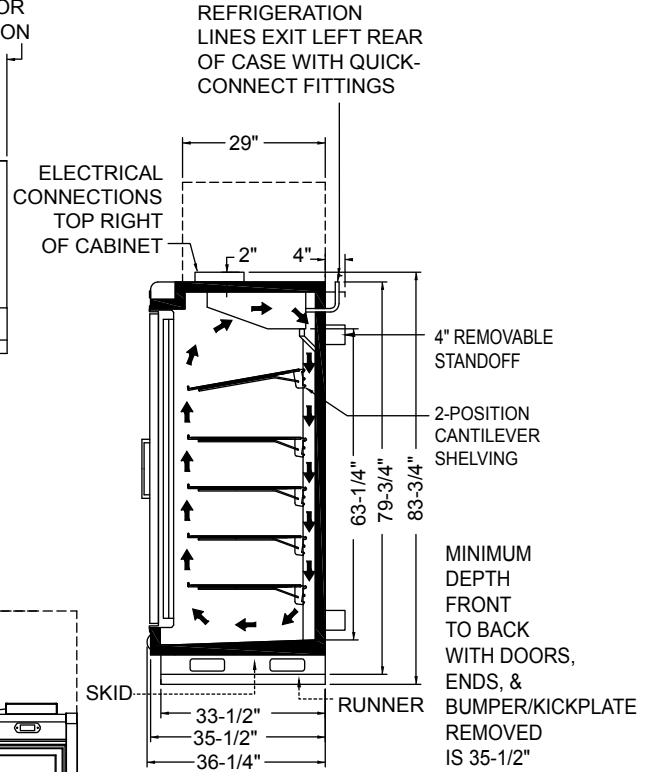 OR
ON
REFRIGERATION
LINES EXIT LEFT REAR
OF CASE WITH QUICK-
CONNECT FITTINGS
29"
ELECTRICAL
CONNECTIONS
TOP RIGHT
OF CABINET
2"
4"
4" REMOVABLE
STANDOFF
2-POSITION
CANTILEVER
SHELVING
63-1/4"
79-3/4"
83-3/4"
MINIMUM
DEPTH
FRONT
TO BACK
WITH DOORS,
ENDS, &
BUMPER/KICKPLATE
REMOVED
IS 35-1/2"
SKID
RUNNER
33-1/2"
35-1/2"
36-1/4"